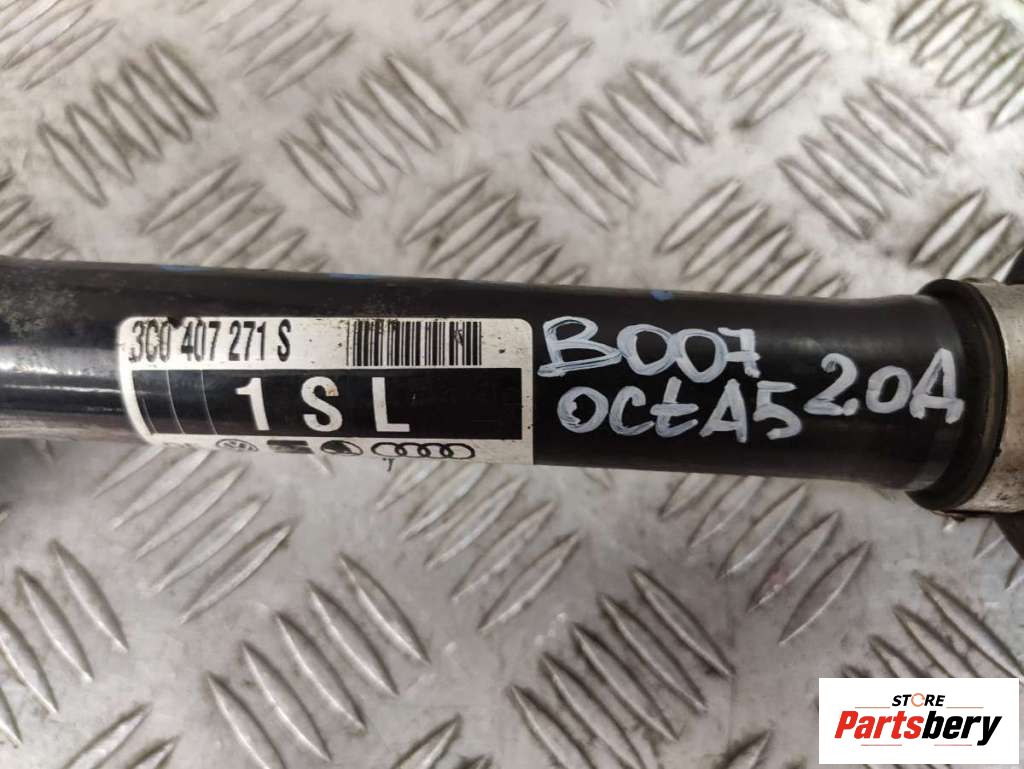 3C0 407 271 S
1 S L
B007
OCTA5 2.0A
STORE
Partsbery